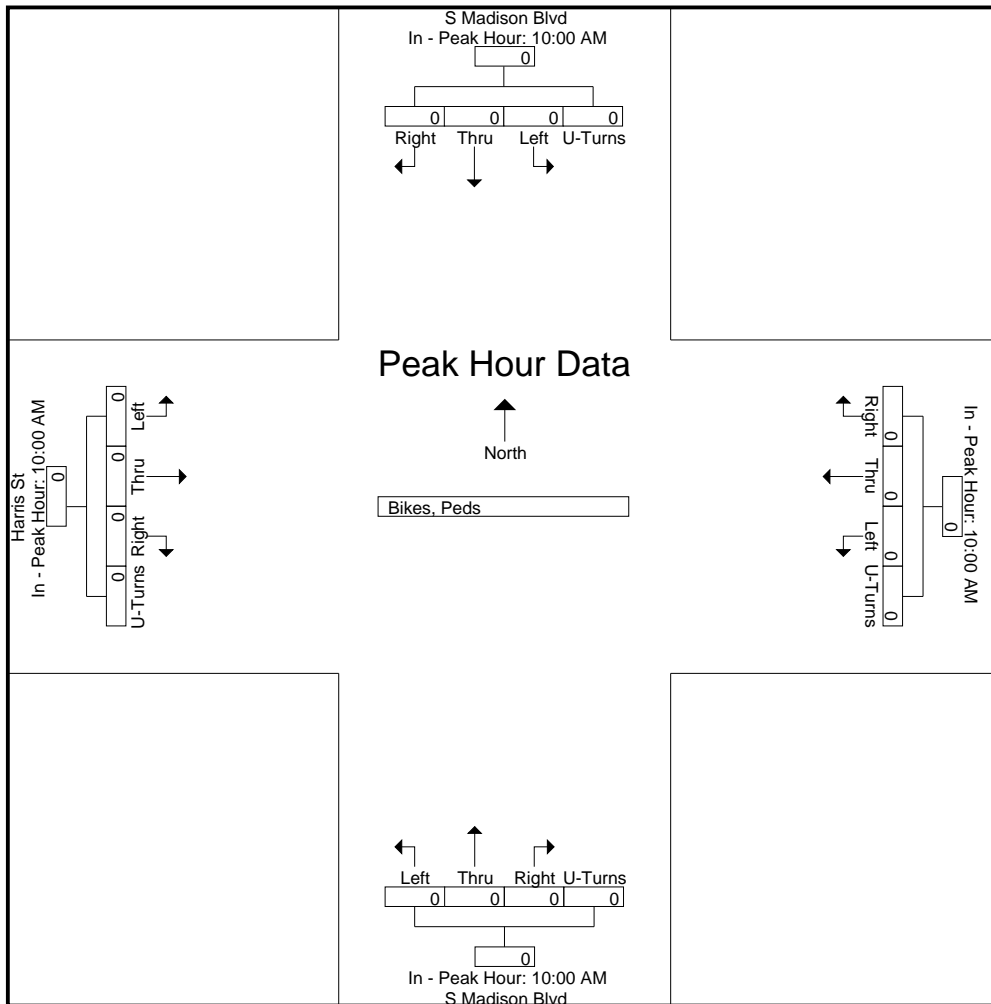 S Madison Blvd
In - Peak Hour: 10:00 AM
0
0 0 0 0
Right Thru Left U-Turns
Peak Hour Data
North
Bikes, Peds
Harris St
In - Peak Hour: 10:00 AM
0
0 0 0 0
Left Thru Right U-Turns
Right Thru Left U-Turns
0 0 0 0
0
In - Peak Hour: 10:00 AM
Left Thru Right U-Turns
0 0 0 0
0
In - Peak Hour: 10:00 AM
S Madison Blvd